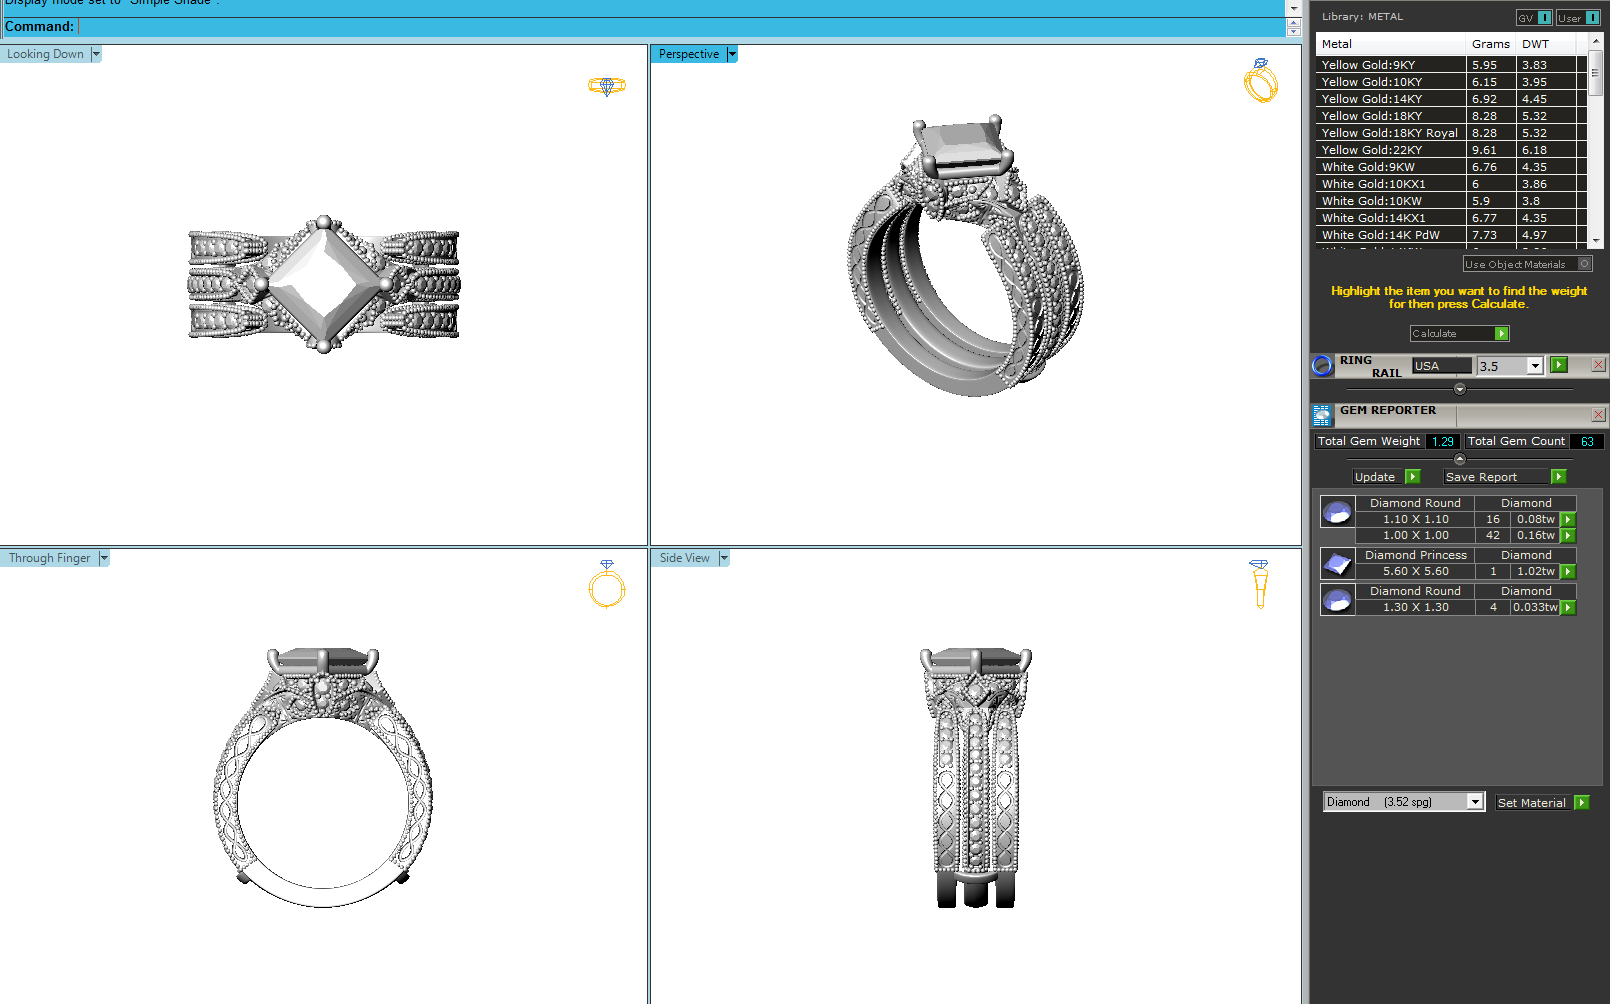 Display mode set to "Simple Shade".
Command:
Looking Down
Perspective
Through Finger
Side View
Library: METAL
GV
User
Metal Grams DWT
Yellow Gold:9KY 5.95 3.83
Yellow Gold:10KY 6.15 3.95
Yellow Gold:14KY 6.92 4.45
Yellow Gold:18KY 8.28 5.32
Yellow Gold:18KY Royal 8.28 5.32
Yellow Gold:22KY 9.61 6.18
White Gold:9KW 6.76 4.35
White Gold:10KX1 6 3.86
White Gold:10KW 5.9 3.8
White Gold:14KX1 6.77 4.35
White Gold:14K PdW 7.73 4.97
Use Object Materials
Highlight the item you want to find the weight
for then press Calculate.
Calculate
RING
RAIL USA 3.5
GEM REPORTER
Total Gem Weight 1.29 Total Gem Count 63
Update Save Report
Diamond Round Diamond
1.10 X 1.10 16 0.08tw
1.00 X 1.00 42 0.16tw
Diamond Princess Diamond
5.60 X 5.60 1 1.02tw
Diamond Round Diamond
1.30 X 1.30 4 0.033tw
Diamond (3.52 spg) Set Material